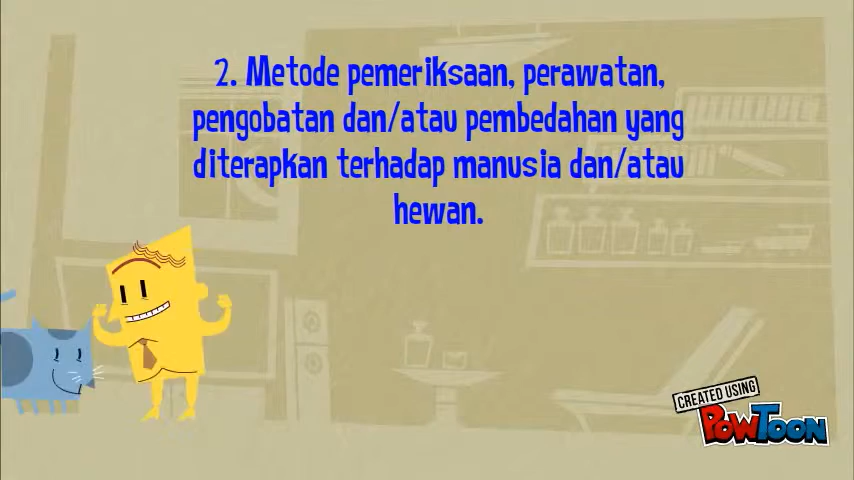 2. Metode pemeriksaan, perawatan,
pengobatan dan/atau pembedahan yang
diterapkan terhadap manusia dan/atau
hewan.
CREATED USING
POWTOON